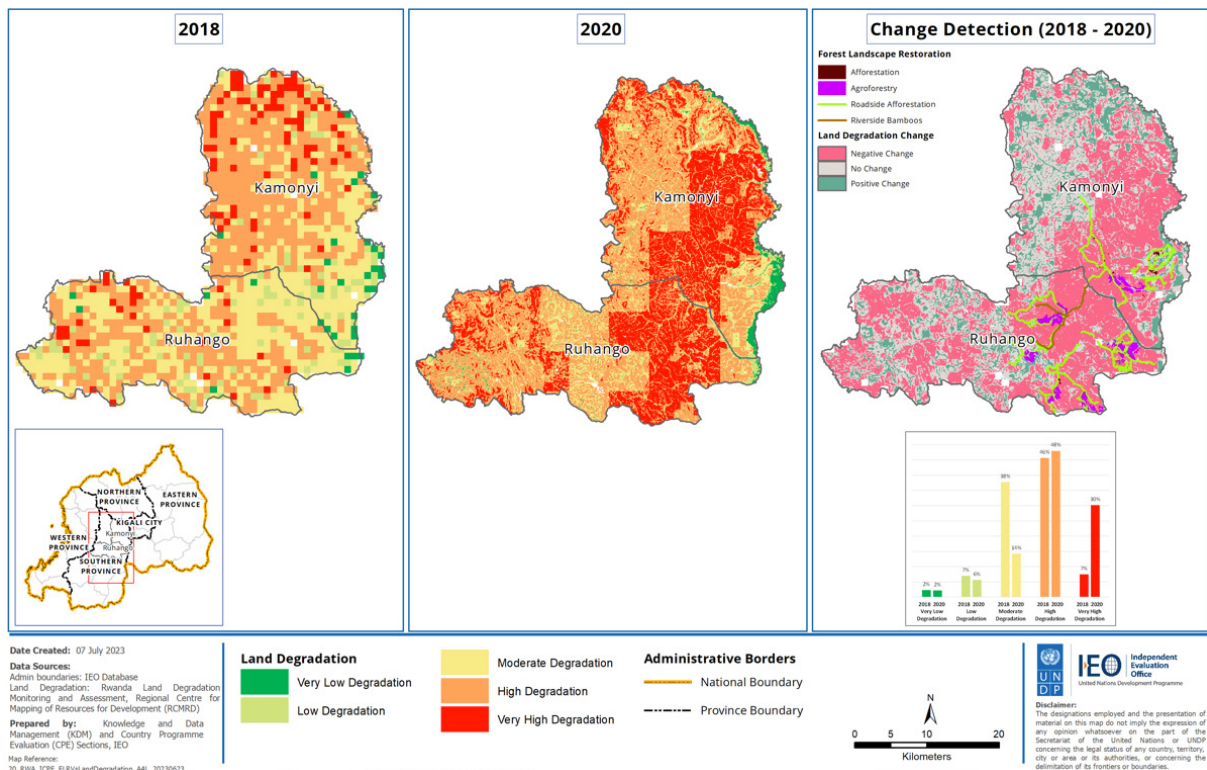 2018
Kamonyi
Ruhango
NORTHERN
PROVINCE
EASTERN
PROVINCE
KIGALI CITY
Kamonyi
WESTERN
PROVINCE
Ruhango
SOUTHERN
PROVINCE
2020
Kamonyi
Ruhango
Change Detection (2018 - 2020)
Forest Landscape Restoration
Afforestation
Agroforestry
Roadside Afforestation
Riverside Bamboos
Land Degradation Change
Negative Change
No Change
Positive Change
Kamonyi
Ruhango
2% 2% 7% 6% 38% 14% 46% 48% 7% 30%
2018 2020 2018 2020 2018 2020 2018 2020 2018 2020
Very Low Low Moderate High Very High
Degradation Degradation Degradation Degradation Degradation
Date Created: 07 July 2023
Data Sources:
Admin boundaries: IEO Database
Land Degradation: Rwanda Land Degradation
Monitoring and Assessment, Regional Centre for
Mapping of Resources for Development (RCMRD)
Prepared by: Knowledge and Data
Management (KDM) and Country Programme
Evaluation (CPE) Sections, IEO
Map Reference:
Land Degradation
Very Low Degradation
Low Degradation
Moderate Degradation
High Degradation
Very High Degradation
Administrative Borders
National Boundary
Province Boundary
N
0 5 10 20
Kilometers
U N
D P
IEO
Independent
Evaluation
Office
United Nations Development Programme
Disclaimer:
The designations employed and the presentation of
material on this map do not imply the expression of
any opinion whatsoever on the part of the
Secretariat of the United Nations or UNDP
concerning the legal status of any country, territory,
city or area or its authorities, or concerning the
delimitation of its frontiers or boundaries.